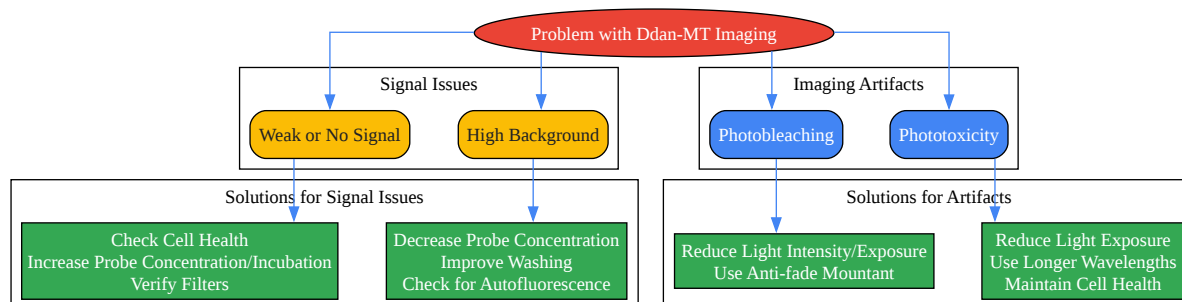 Problem with Ddan-MT Imaging
Signal Issues
Imaging Artifacts
Weak or No Signal
High Background
Photobleaching
Phototoxicity
Solutions for Signal Issues
Solutions for Artifacts
Check Cell Health
Increase Probe Concentration/Incubation
Verify Filters
Decrease Probe Concentration
Improve Washing
Check for Autofluorescence
Reduce Light Intensity/Exposure
Use Anti-fade Mountant
Reduce Light Exposure
Use Longer Wavelengths
Maintain Cell Health